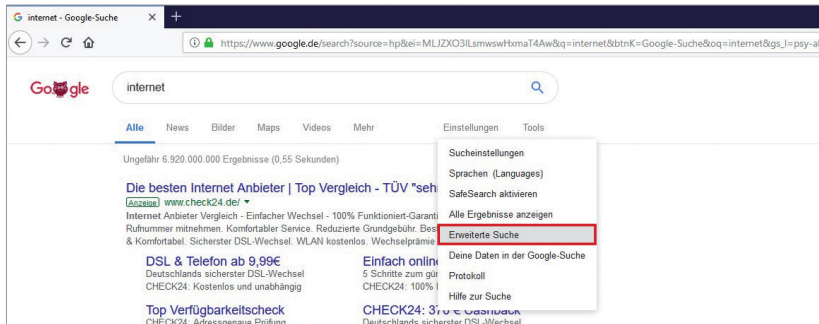 internet - Google-Suche
https://www.google.de/search?source=hp&ei=MLJZXO3ILsmwswHxmaT4Aw&q=internet&btnK=Google-Suche&oq=internet&gs_l=psy-a
Google
internet
Alle News Bilder Maps Videos Mehr Einstellungen Tools
Ungefähr 6.920.000.000 Ergebnisse (0,55 Sekunden)
Die besten Internet Anbieter | Top Vergleich - TÜV "seh
Anzeige www.check24.de/
Internet Anbieter Vergleich - Einfacher Wechsel - 100% Funktioniert-Garanti
Rufnummer mitnehmen. Komfortabler Service. Reduzierte Grundgebühr. Bes
& Komfortabel. Sicherster DSL-Wechsel. WLAN kostenlos. Wechselprämie
DSL & Telefon ab 9,99€
Deutschlands sicherster DSL-Wechsel
CHECK24: Kostenlos und unabhängig
Einfach online
5 Schritte zum gün
CHECK24: 100%
Top Verfügbarkeitscheck
CHECK24: Adressgenaue Prüfung
CHECK24: 370 € Cashback
Deutschlands sicherster DSL-Wechsel
Sucheinstellungen
Sprachen (Languages)
SafeSearch aktivieren
Alle Ergebnisse anzeigen
Erweiterte Suche
Deine Daten in der Google-Suche
Protokoll
Hilfe zur Suche